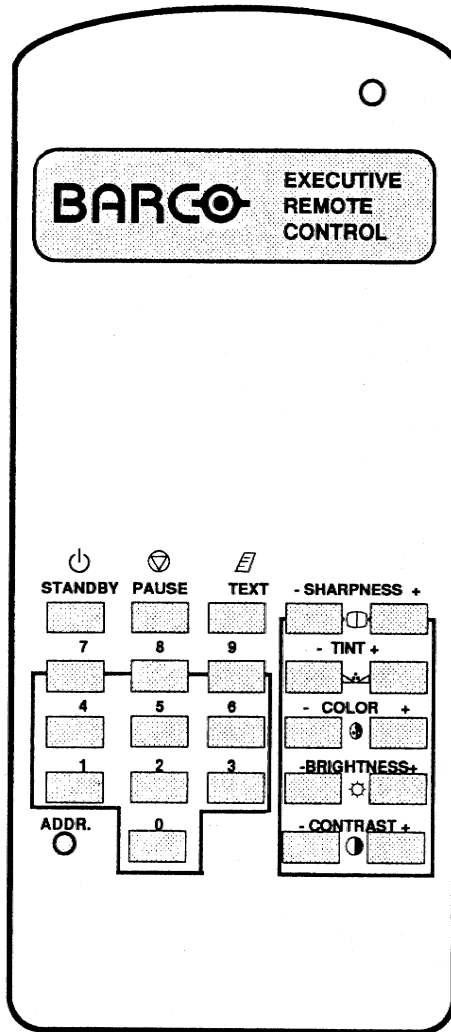 BARCO
EXECUTIVE
REMOTE
CONTROL
STANDBY PAUSE TEXT
- SHARPNESS +
7 8 9
- TINT +
4 5 6
- COLOR +
1 2 3
-BRIGHTNESS+
ADDR. 0
- CONTRAST +